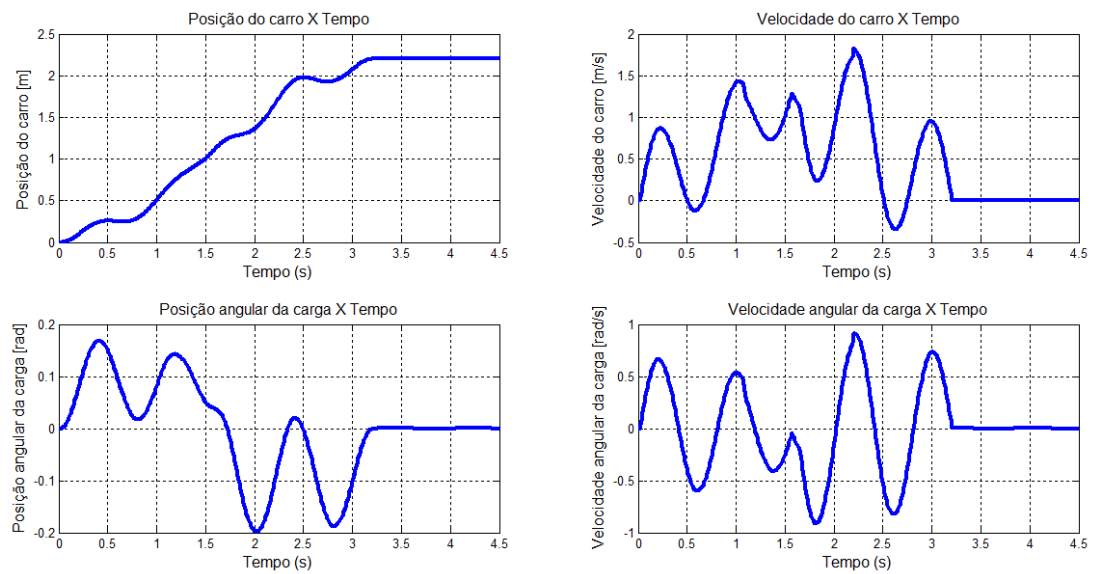 Posição do carro X Tempo
Posição do carro [m]
2.5
2
1.5
1
0.5
0
0 0.5 1 1.5 2 2.5 3 3.5 4 4.5
Tempo (s)
Velocidade do carro X Tempo
Velocidade do carro [m/s]
2
1.5
1
0.5
0
-0.5
0 0.5 1 1.5 2 2.5 3 3.5 4 4.5
Tempo (s)
Posição angular da carga X Tempo
Posição angular da carga [rad]
0.2
0.1
0
-0.1
-0.2
0 0.5 1 1.5 2 2.5 3 3.5 4 4.5
Tempo (s)
Velocidade angular da carga X Tempo
Velocidade angular da carga [rad/s]
1
0.5
0
-0.5
-1
0 0.5 1 1.5 2 2.5 3 3.5 4 4.5
Tempo (s)